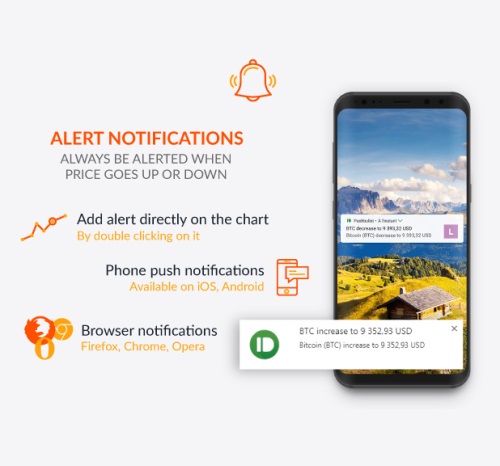 ALERT NOTIFICATIONS
ALWAYS BE ALERTED WHEN
PRICE GOES UP OR DOWN
Add alert directly on the chart
By double clicking on it
Phone push notifications
Available on iOS, Android
Browser notifications
Firefox, Chrome, Opera
Pushbullet • À l'instant
BTC decrease to 9 393,22 USD
Bitcoin (BTC) decrease to 9 393,22 USD
L
BTC increase to 9 352,93 USD
Bitcoin (BTC) increase to 9 352,93 USD